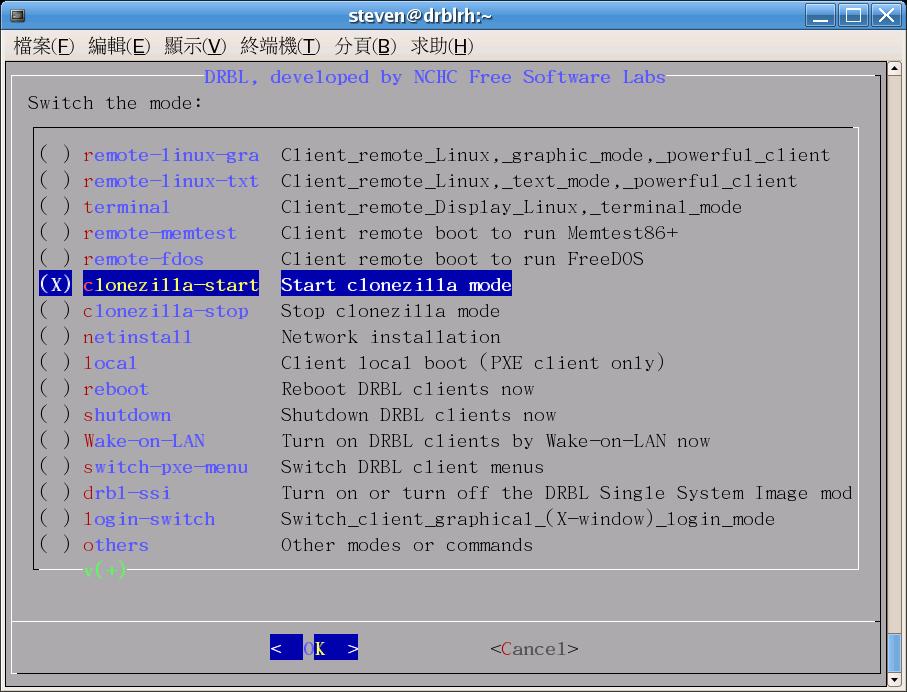 steven@drblrh:~
檔案(F) 編輯(E) 顯示(V) 終端機(T) 分頁(B) 求助(H)
DRBL, developed by NCHC Free Software Labs
Switch the mode:
( ) remote-linux-gra Client_remote_Linux,_graphic_mode,_powerful_client
( ) remote-linux-txt Client_remote_Linux,_text_mode,_powerful_client
( ) terminal Client_remote_Display_Linux,_terminal_mode
( ) remote-memtest Client remote boot to run Memtest86+
( ) remote-fdos Client remote boot to run FreeDOS
(X) clonezilla-start Start clonezilla mode
( ) clonezilla-stop Stop clonezilla mode
( ) netinstall Network installation
( ) local Client local boot (PXE client only)
( ) reboot Reboot DRBL clients now
( ) shutdown Shutdown DRBL clients now
( ) Wake-on-LAN Turn on DRBL clients by Wake-on-LAN now
( ) switch-pxe-menu Switch DRBL client menus
( ) drbl-ssi Turn on or turn off the DRBL Single System Image mod
( ) login-switch Switch_client_graphical_(X-window)_login_mode
( ) others Other modes or commands
v(+)
< OK > <Cancel>